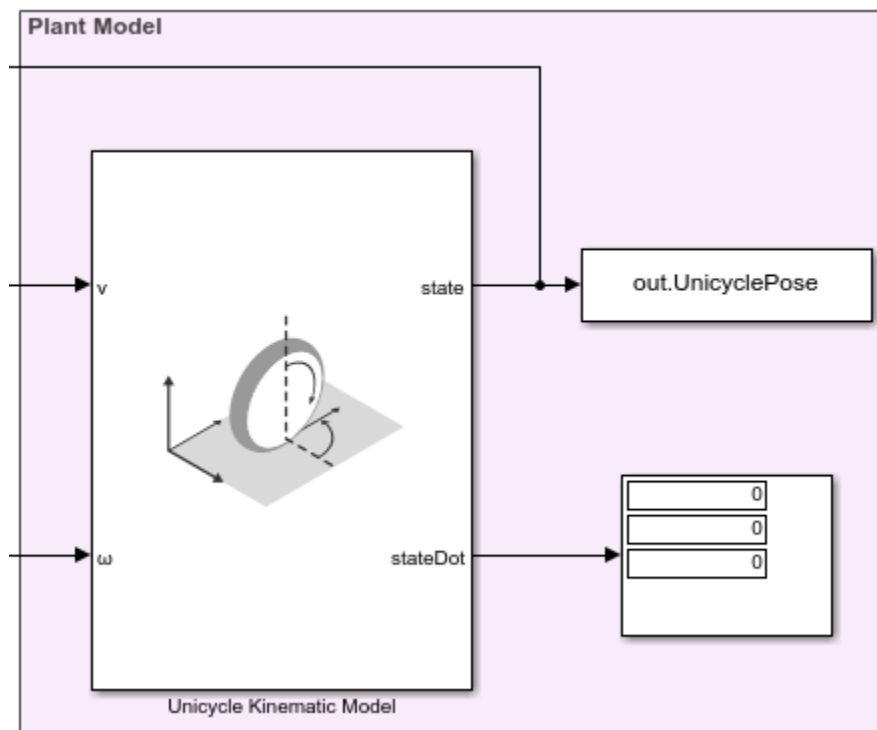 Plant Model
v
state
out.UnicyclePose
0
0
0
ω
stateDot
Unicycle Kinematic Model